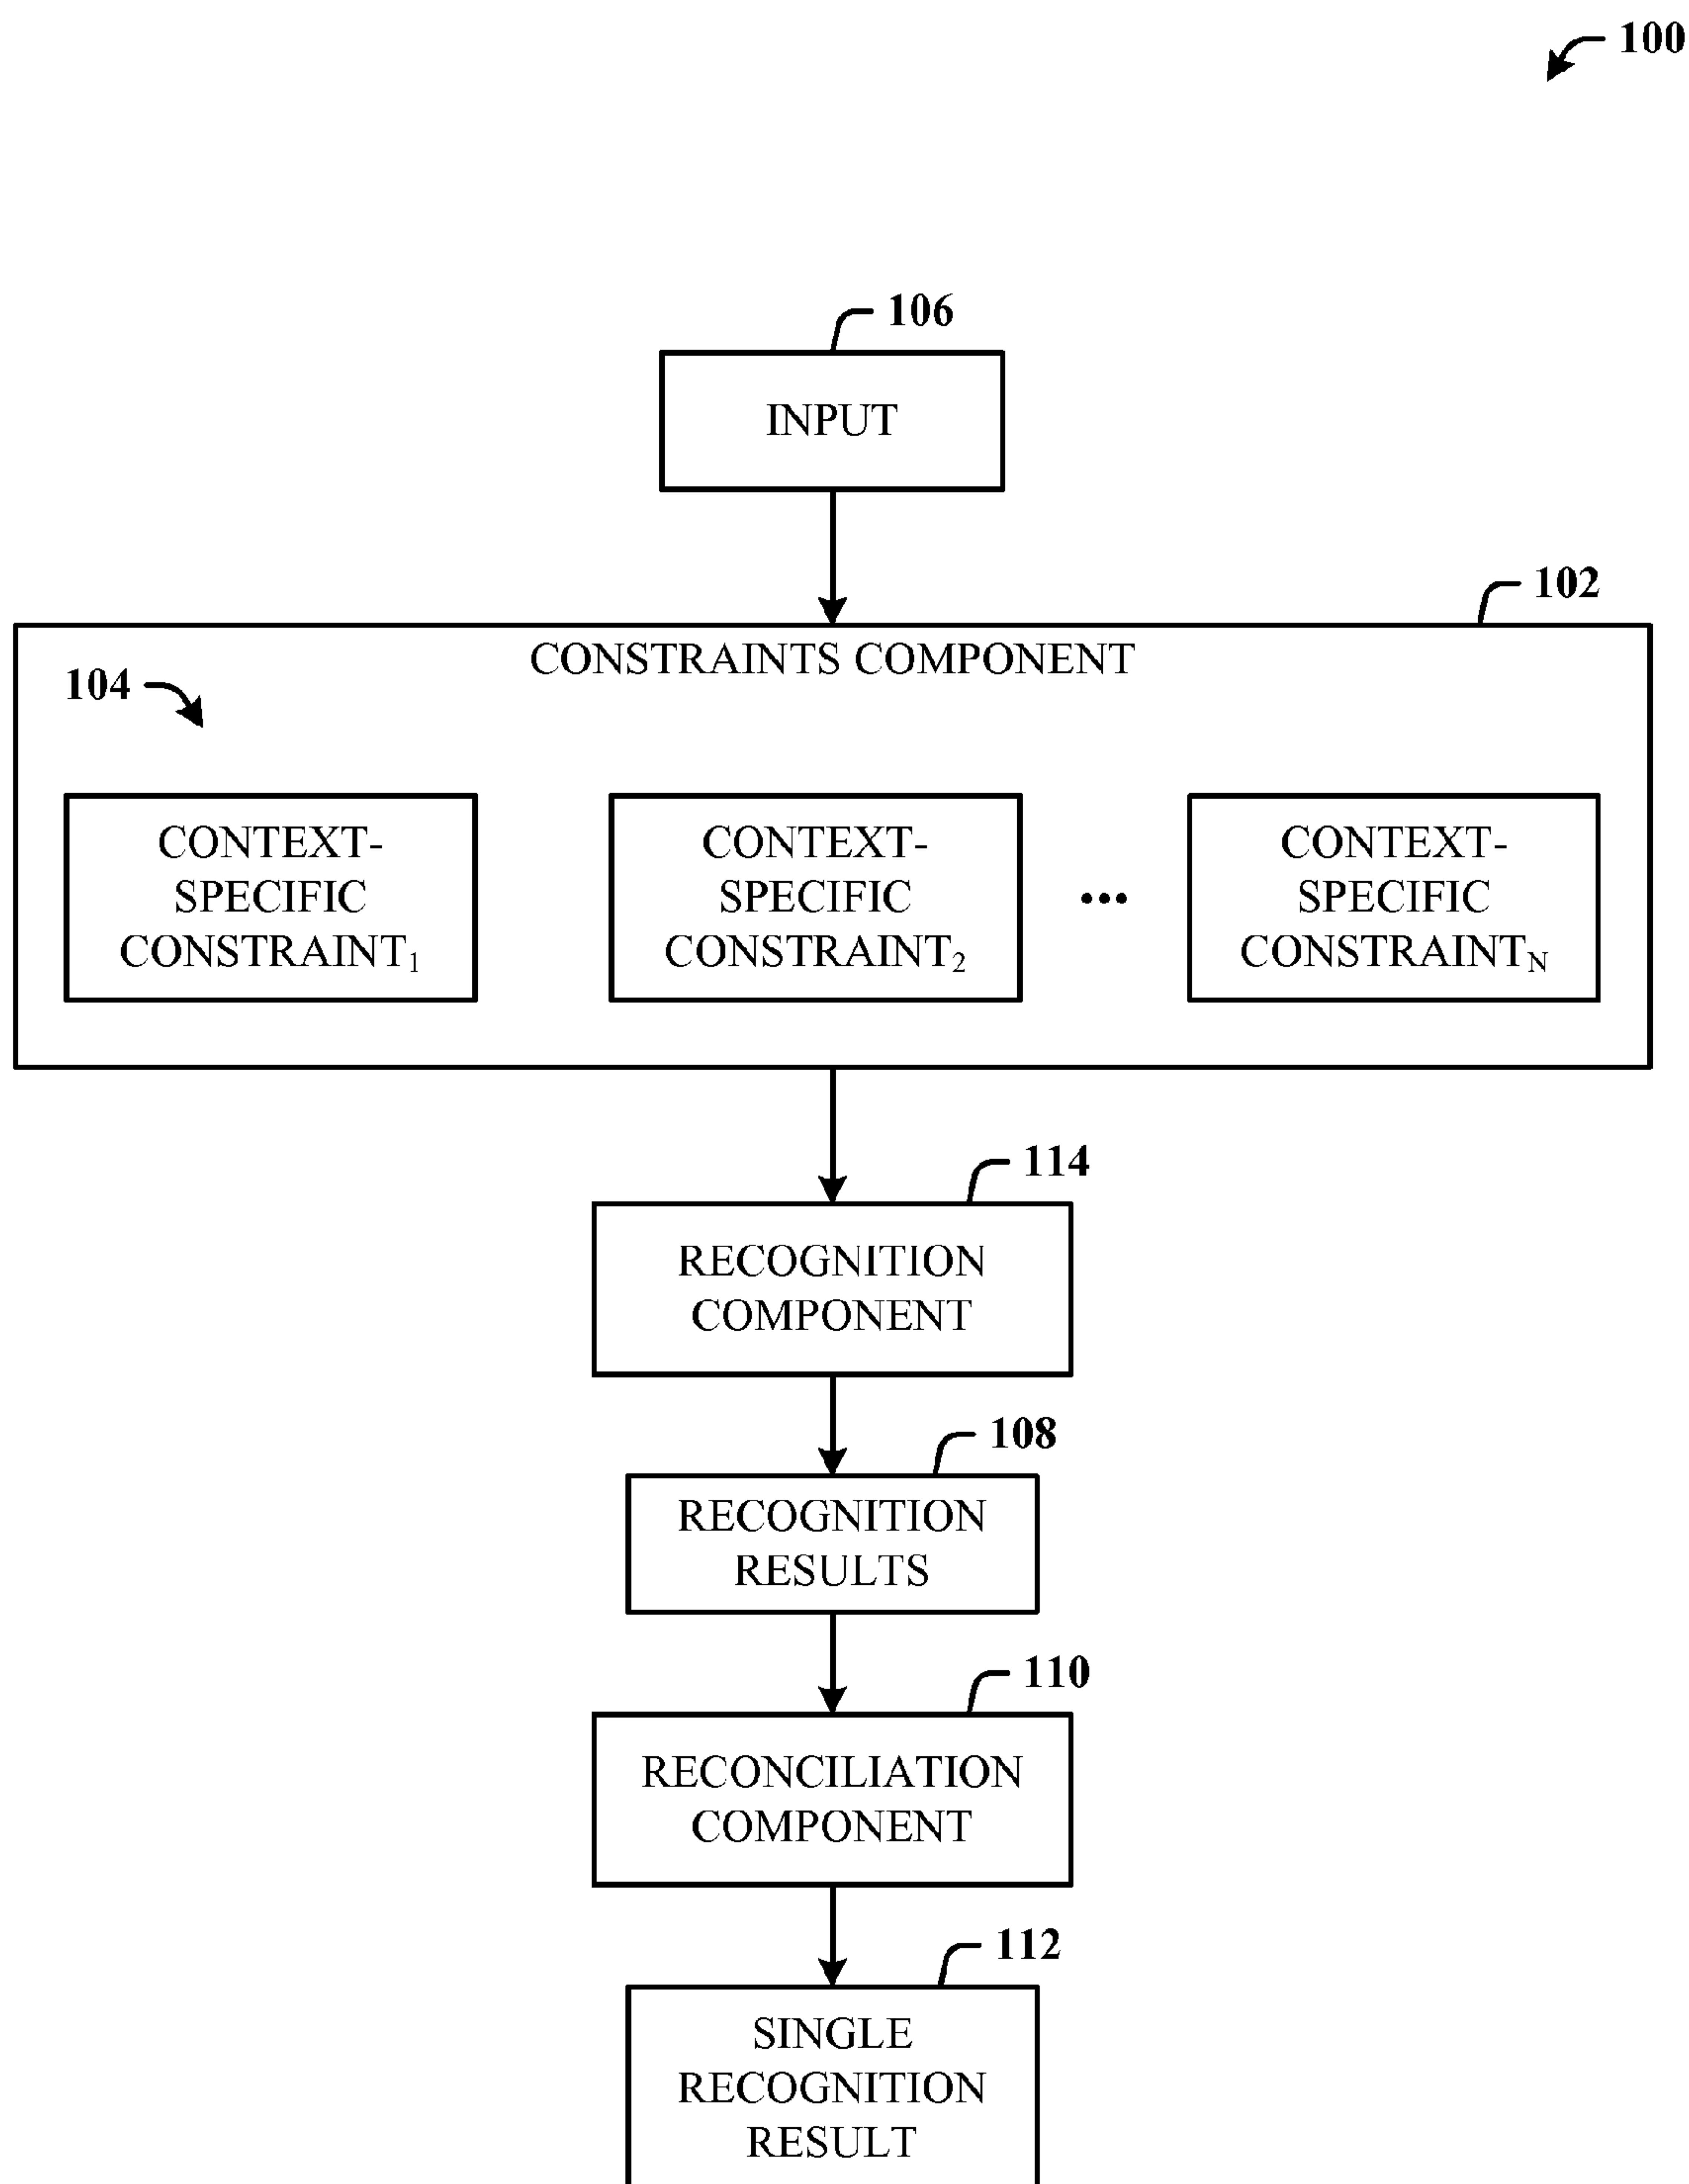 100
106
INPUT
102
CONSTRAINTS COMPONENT
104
CONTEXT-
SPECIFIC
CONSTRAINT₁
CONTEXT-
SPECIFIC
CONSTRAINT₂
...
CONTEXT-
SPECIFIC
CONSTRAINT_N
114
RECOGNITION
COMPONENT
108
RECOGNITION
RESULTS
110
RECONCILIATION
COMPONENT
112
SINGLE
RECOGNITION
RESULT